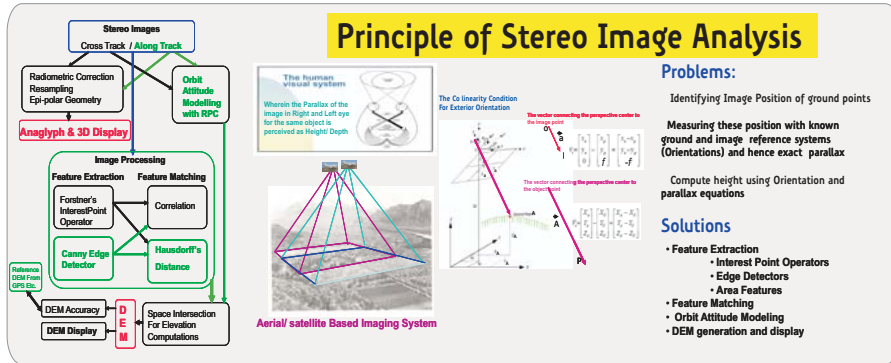 Principle of Stereo Image Analysis
Stereo Images
Cross Track / Along Track
Radiometric Correction
Resampling
Epi-polar Geometry
Orbit
Attitude
Modelling
with RPC
Anaglyph & 3D Display
Image Processing
Feature Extraction
Feature Matching
Forstner's
InterestPoint
Operator
Correlation
Canny Edge
Detector
Hausdorff's
Distance
Reference
DEM From
GPS Etc.
DEM Accuracy
DEM Display
D
E
M
Space Intersection
For Elevation
Computations
The human
visual system
Wherein the Parallax of the
image in Right and Left eye
for the same object is
perceived as Height/ Depth
Aerial/ satellite Based Imaging System
The Co linearity Condition
For Exterior Orientation
The vector connecting the perspective center to
the image point
O
a
I
f
-f
The vector connecting the perspective center to
the object point
A
P
Problems:
Identifying Image Position of ground points
Measuring these position with known
ground and image reference systems
(Orientations) and hence exact parallax
Compute height using Orientation and
parallax equations
Solutions
• Feature Extraction
• Interest Point Operators
• Edge Detectors
• Area Features
• Feature Matching
• Orbit Attitude Modeling
• DEM generation and display